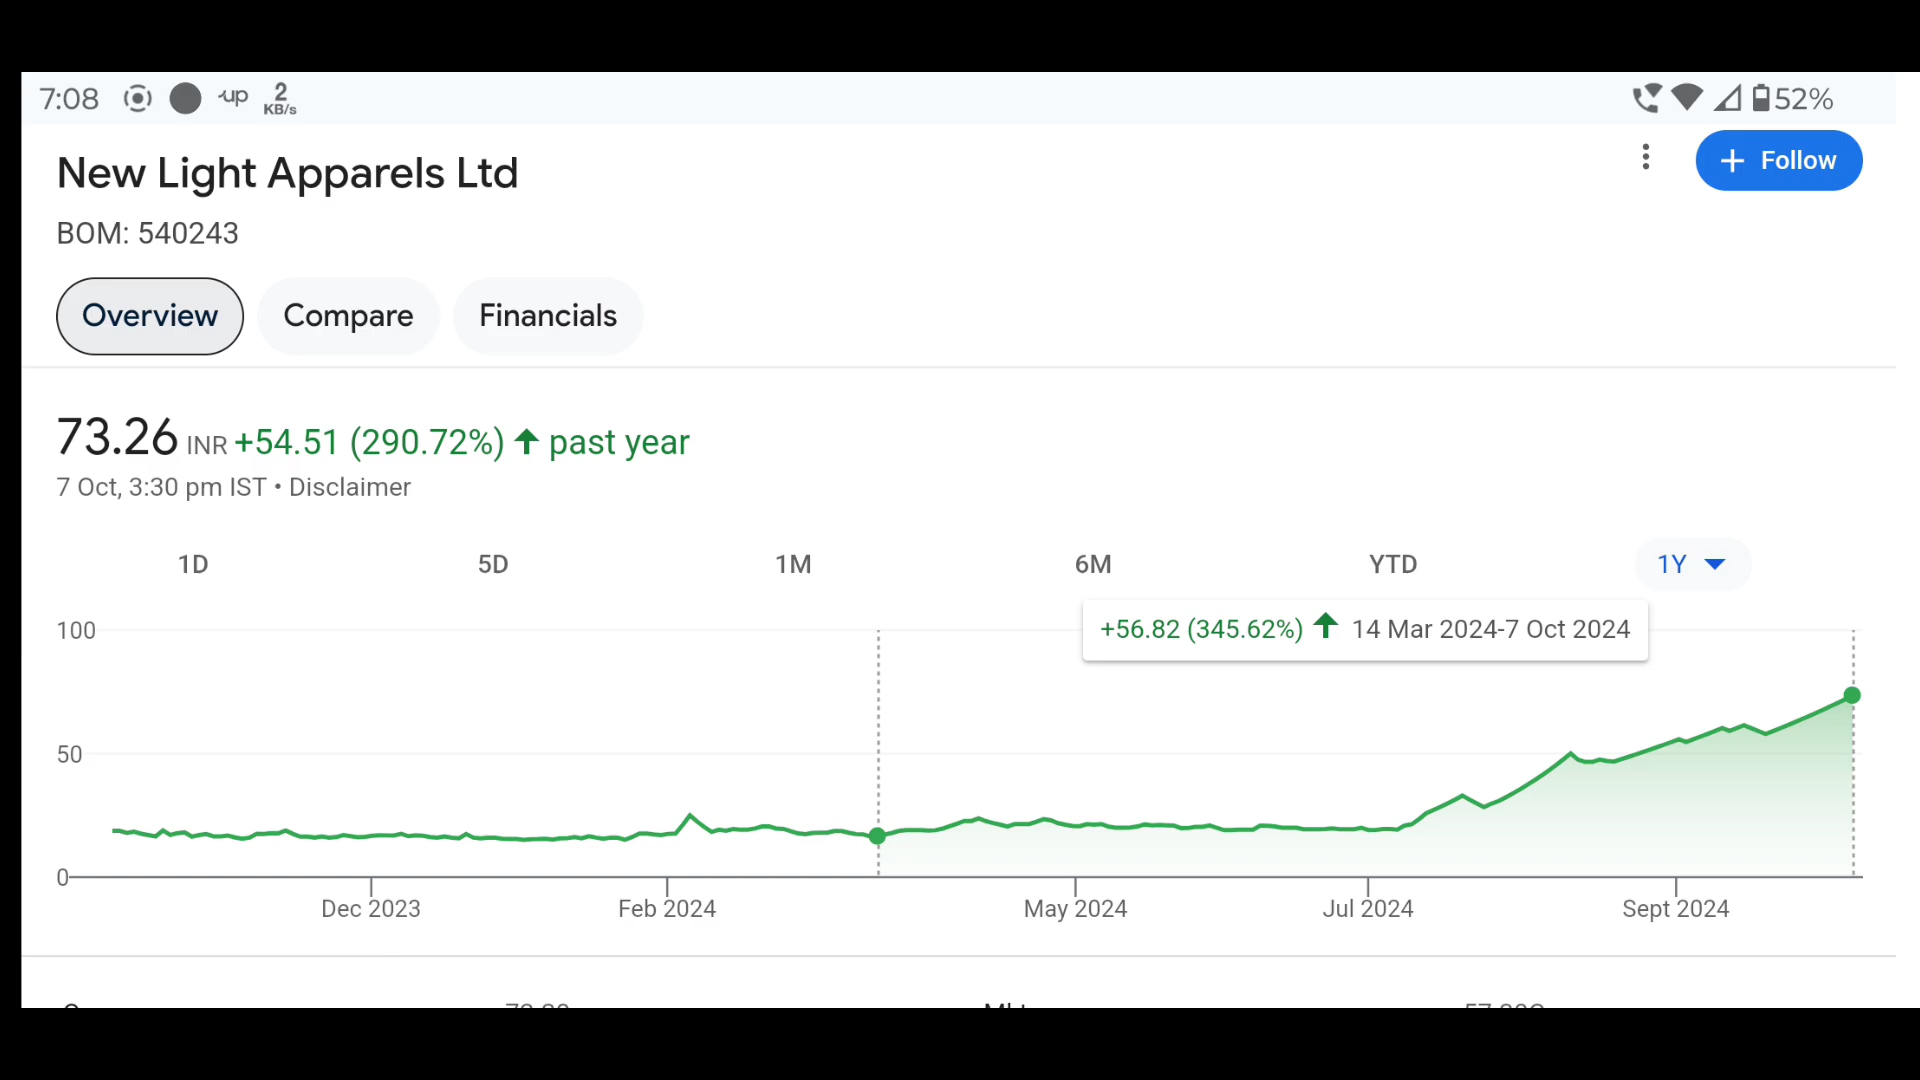 7:08 up 2 KB/s 52%
New Light Apparels Ltd
+ Follow
BOM: 540243
Overview Compare Financials
73.26 INR +54.51 (290.72%) ↑ past year
7 Oct, 3:30 pm IST • Disclaimer
1D 5D 1M 6M YTD 1Y
+56.82 (345.62%) ↑ 14 Mar 2024-7 Oct 2024
100
50
0
Dec 2023 Feb 2024 May 2024 Jul 2024 Sept 2024